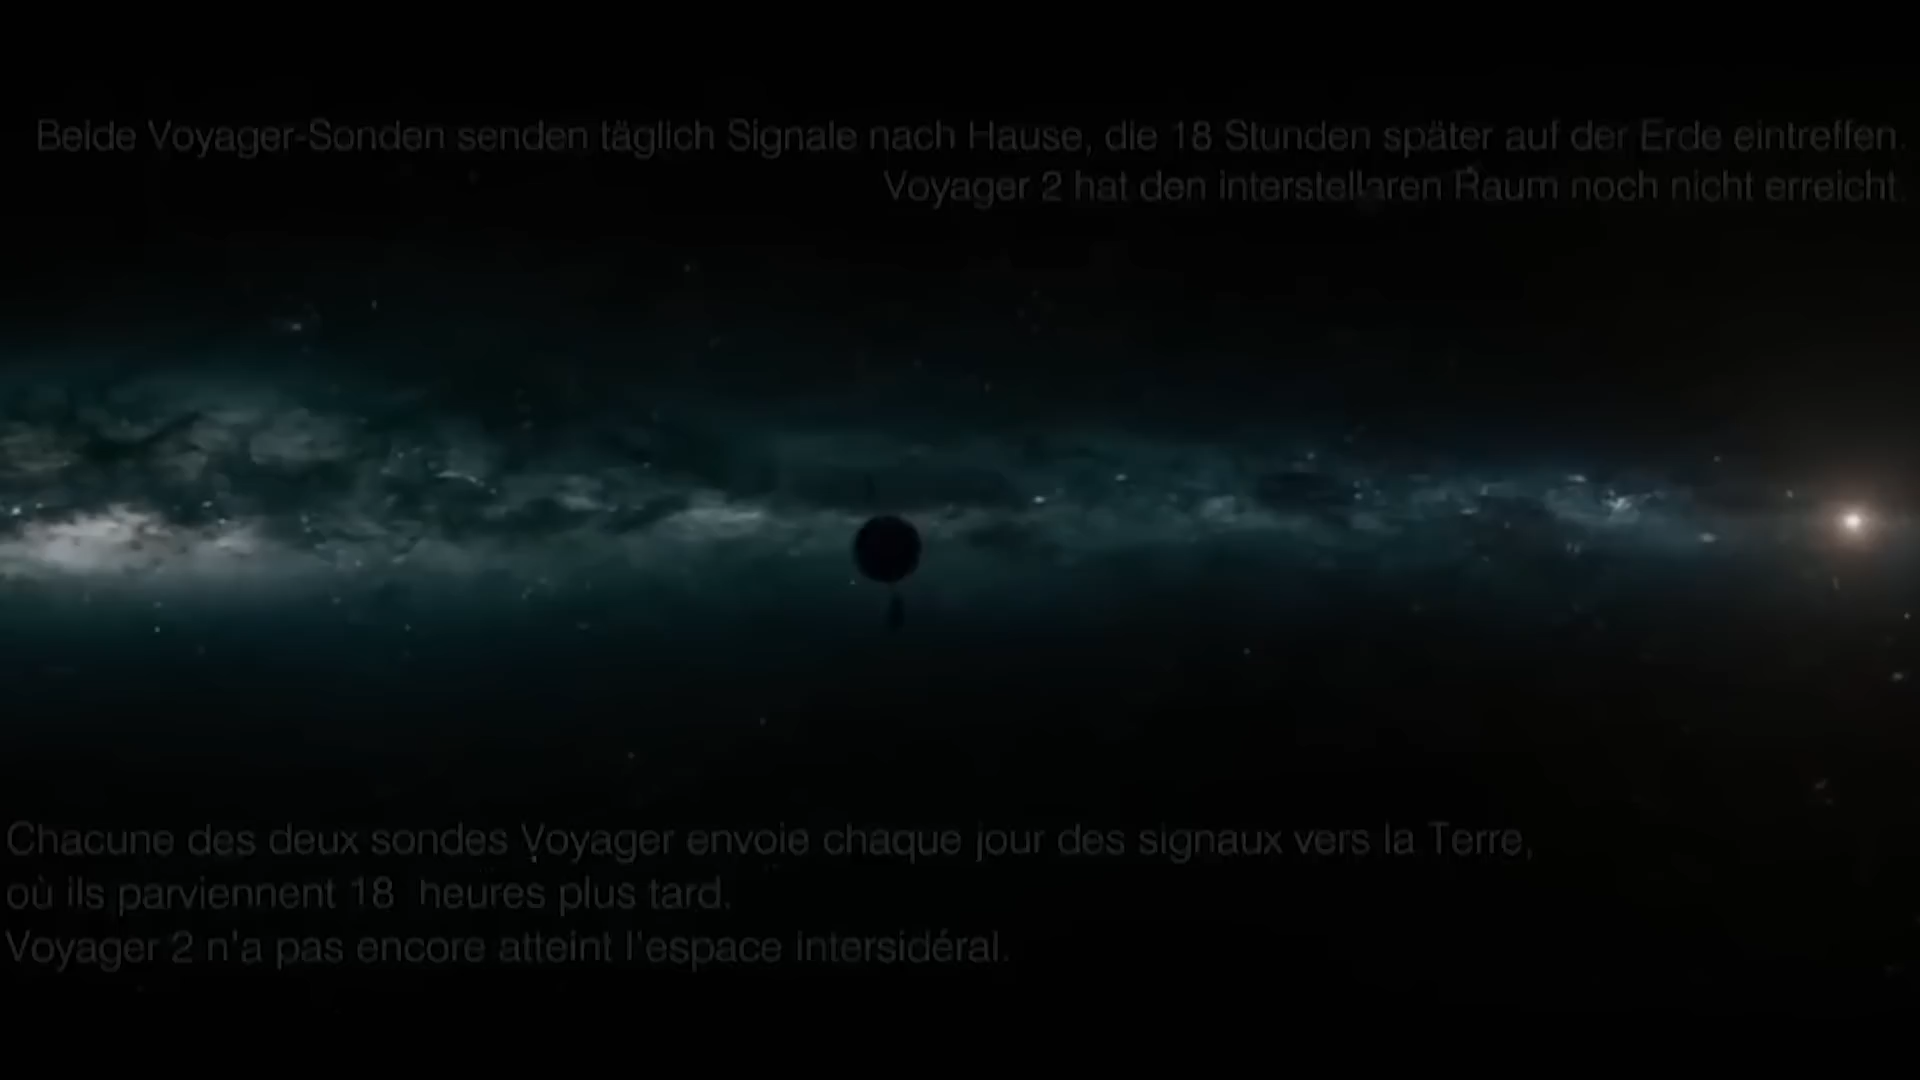 Beide Voyager-Sonden senden täglich Signale nach Hause, die 18 Stunden später auf der Erde eintreffen.
Voyager 2 hat den interstellaren Raum noch nicht erreicht.
Chacune des deux sondes Voyager envoie chaque jour des signaux vers la Terre,
où ils parviennent 18 heures plus tard.
Voyager 2 n'a pas encore atteint l'espace intersidéral.